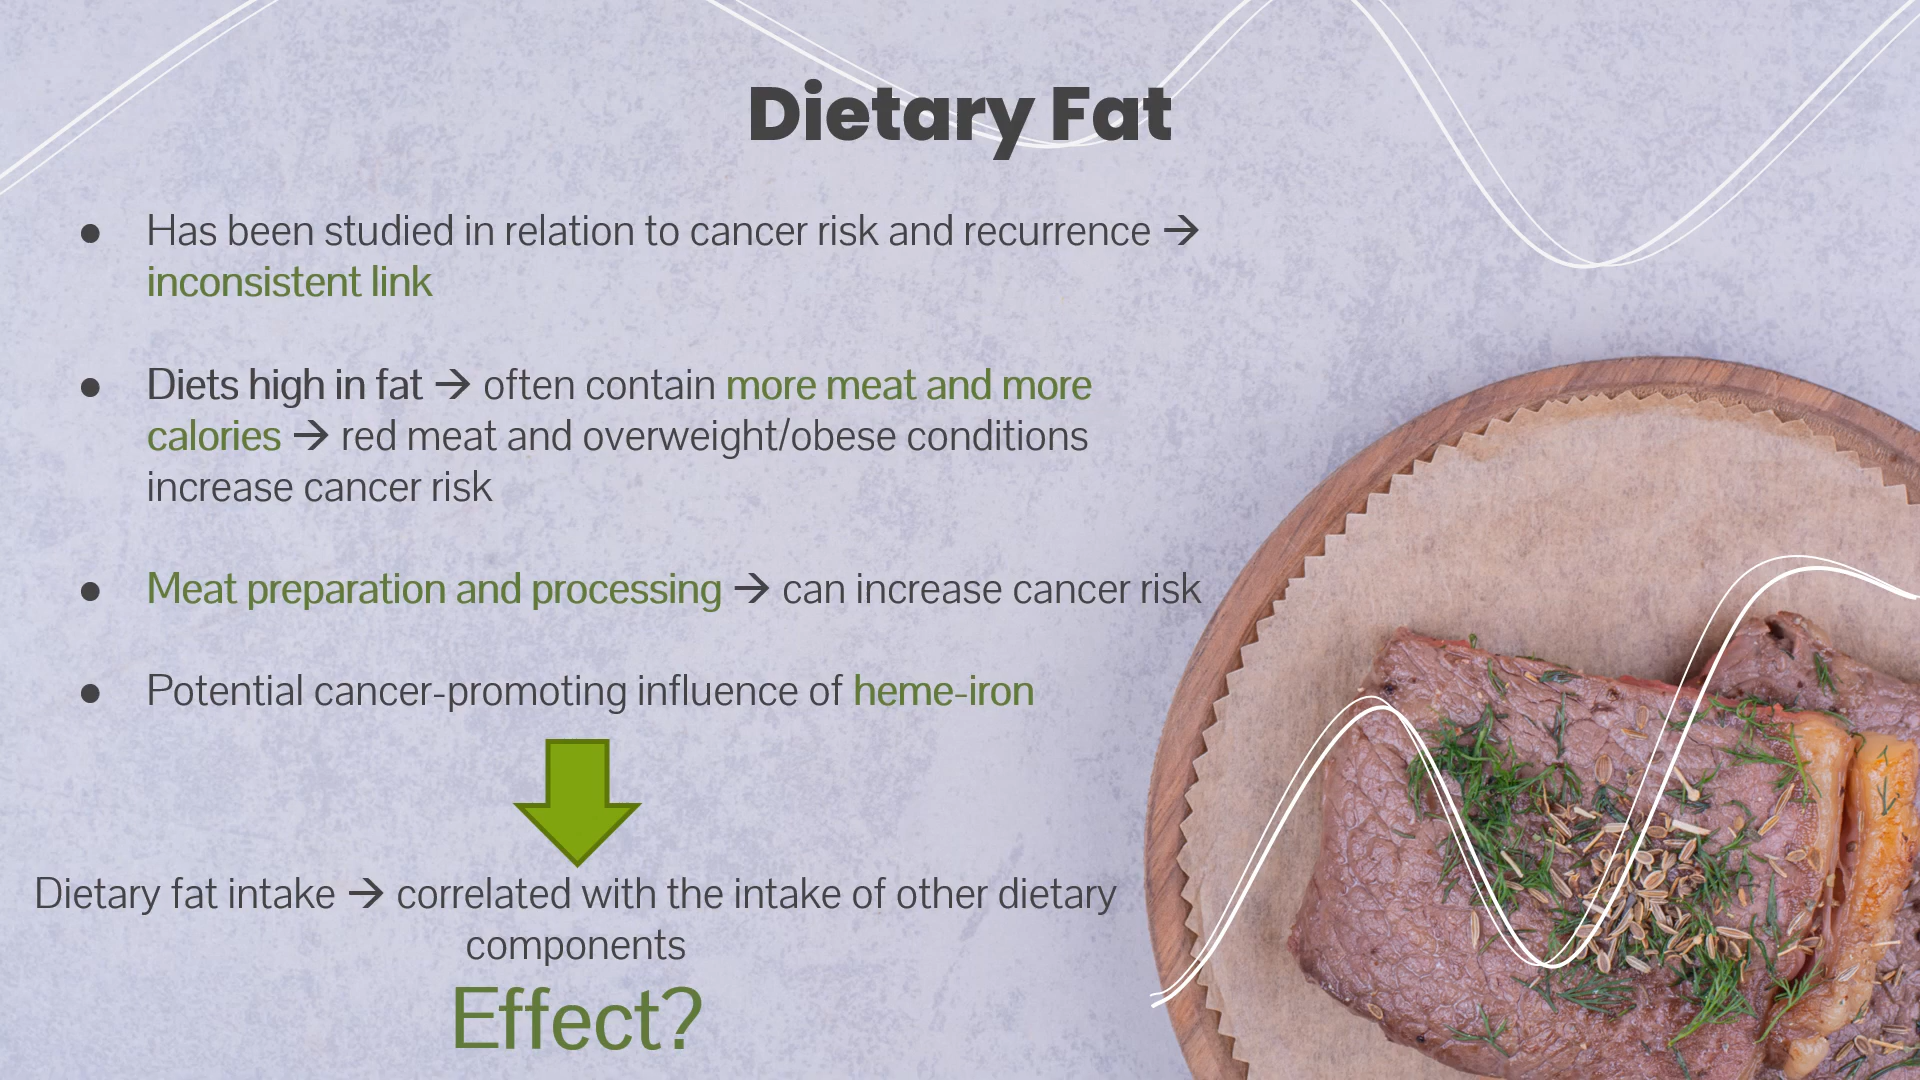 Dietary Fat
● Has been studied in relation to cancer risk and recurrence →
inconsistent link
● Diets high in fat → often contain more meat and more
calories → red meat and overweight/obese conditions
increase cancer risk
● Meat preparation and processing → can increase cancer risk
● Potential cancer-promoting influence of heme-iron
Dietary fat intake → correlated with the intake of other dietary
components
Effect?